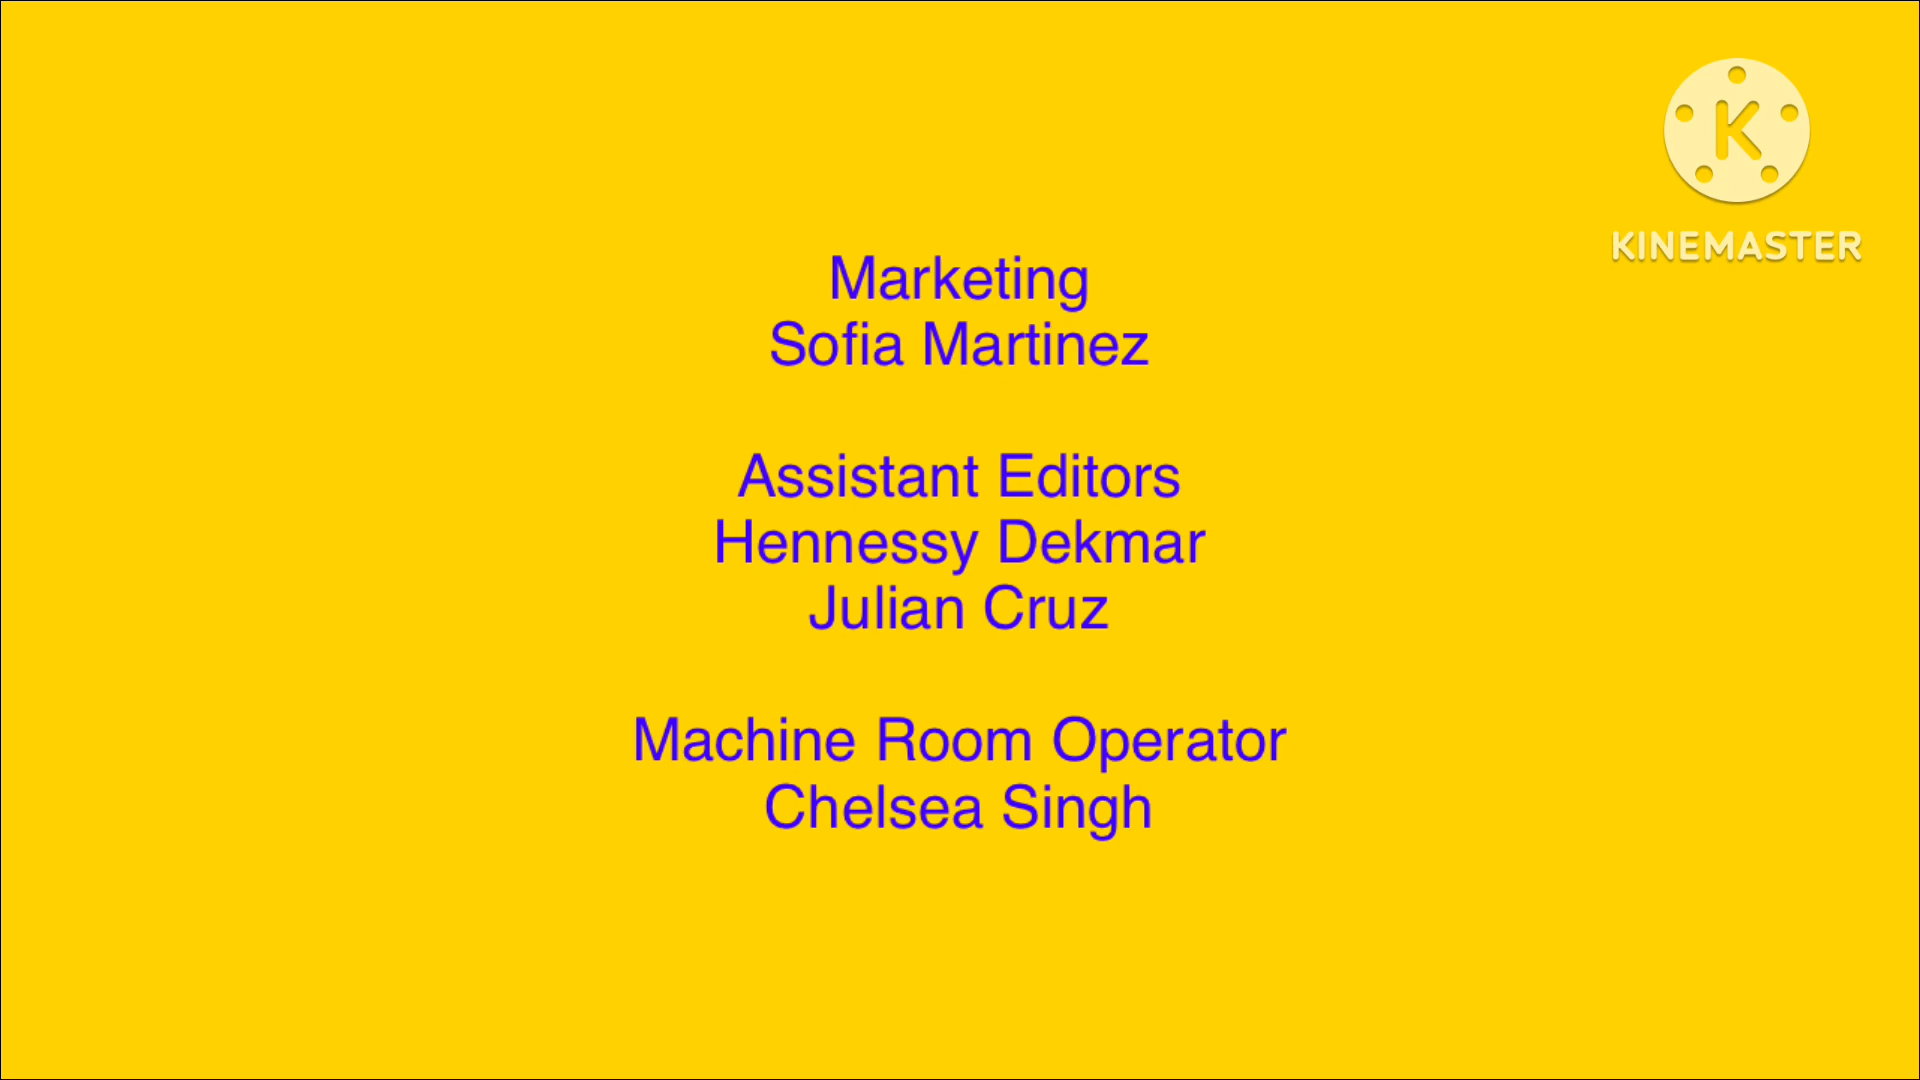 K
KINEMASTER
Marketing
Sofia Martinez
Assistant Editors
Hennessy Dekmar
Julian Cruz
Machine Room Operator
Chelsea Singh